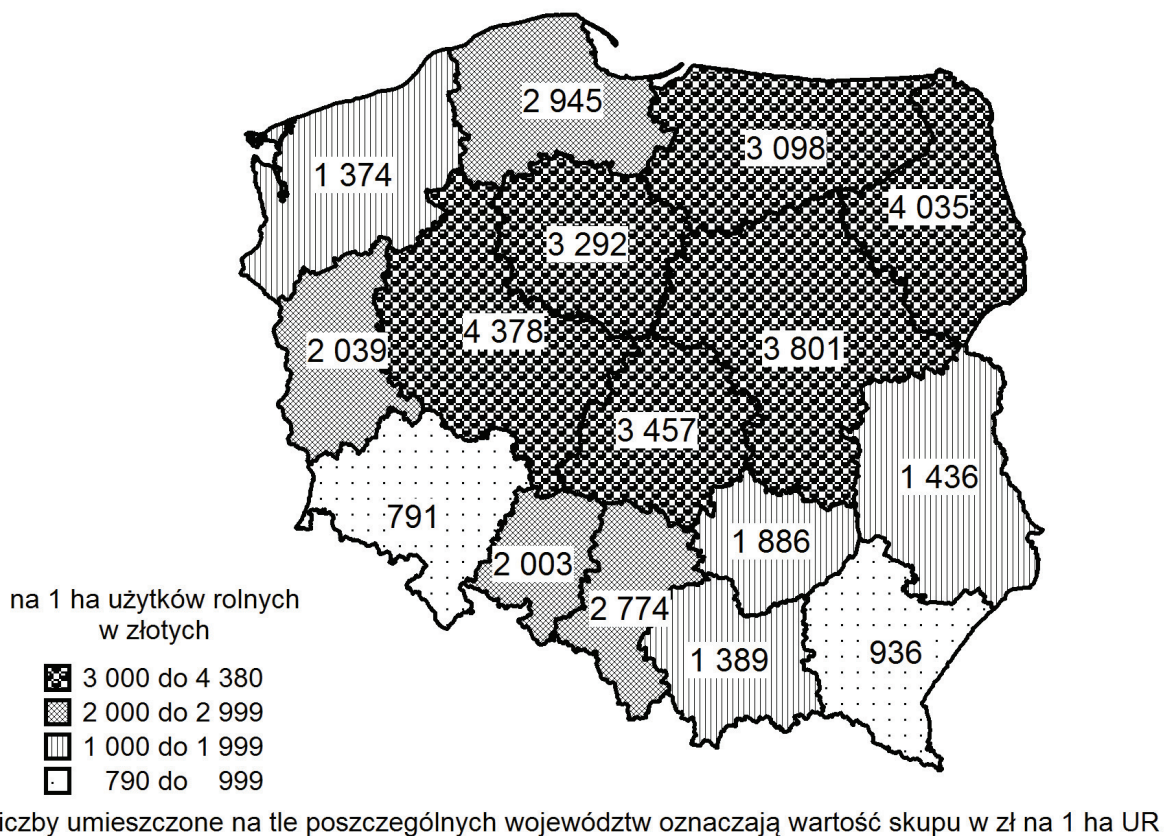 2 945
3 098
1 374
4 035
3 292
4 378
2 039
3 801
3 457
1 436
791
1 886
2 003
2 774
1 389
936
na 1 ha użytków rolnych
w złotych
3 000 do 4 380
2 000 do 2 999
1 000 do 1 999
790 do 999
iczby umieszczone na tle poszczególnych województw oznaczają wartość skupu w zł na 1 ha UR